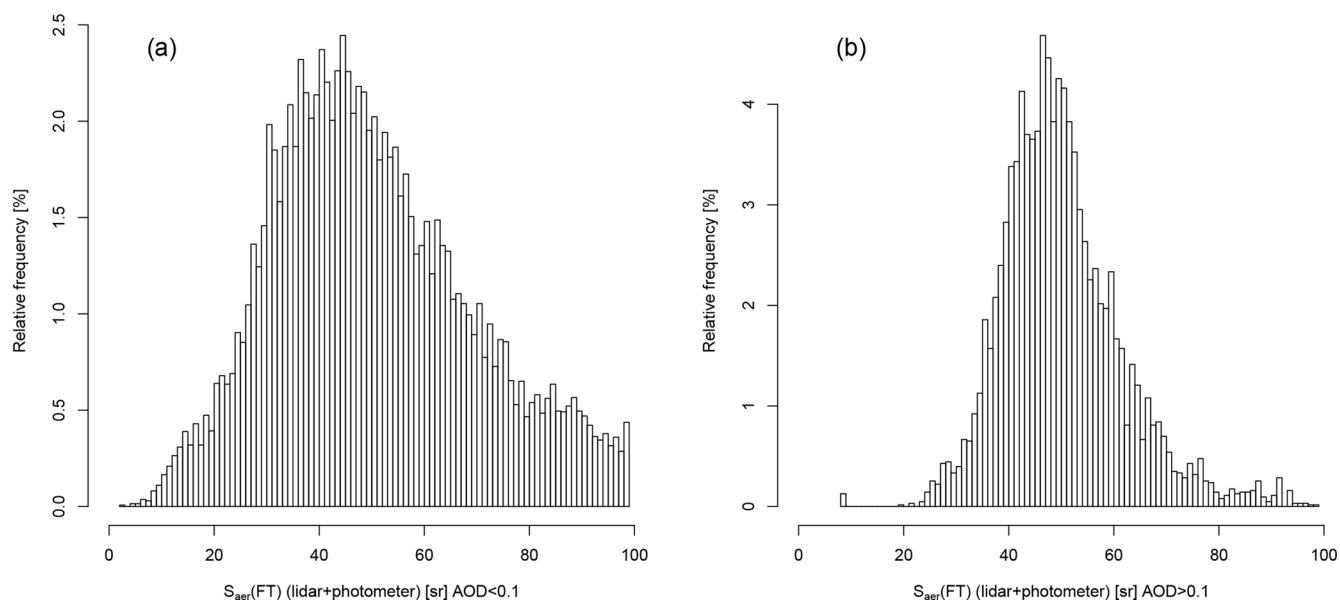 (a)
Relative frequency [%]
2.5
2.0
1.5
1.0
0.5
0.0
0 20 40 60 80 100
S_aer(FT) (lidar+photometer) [sr] AOD<0.1
(b)
Relative frequency [%]
4
3
2
1
0
0 20 40 60 80 100
S_aer(FT) (lidar+photometer) [sr] AOD>0.1